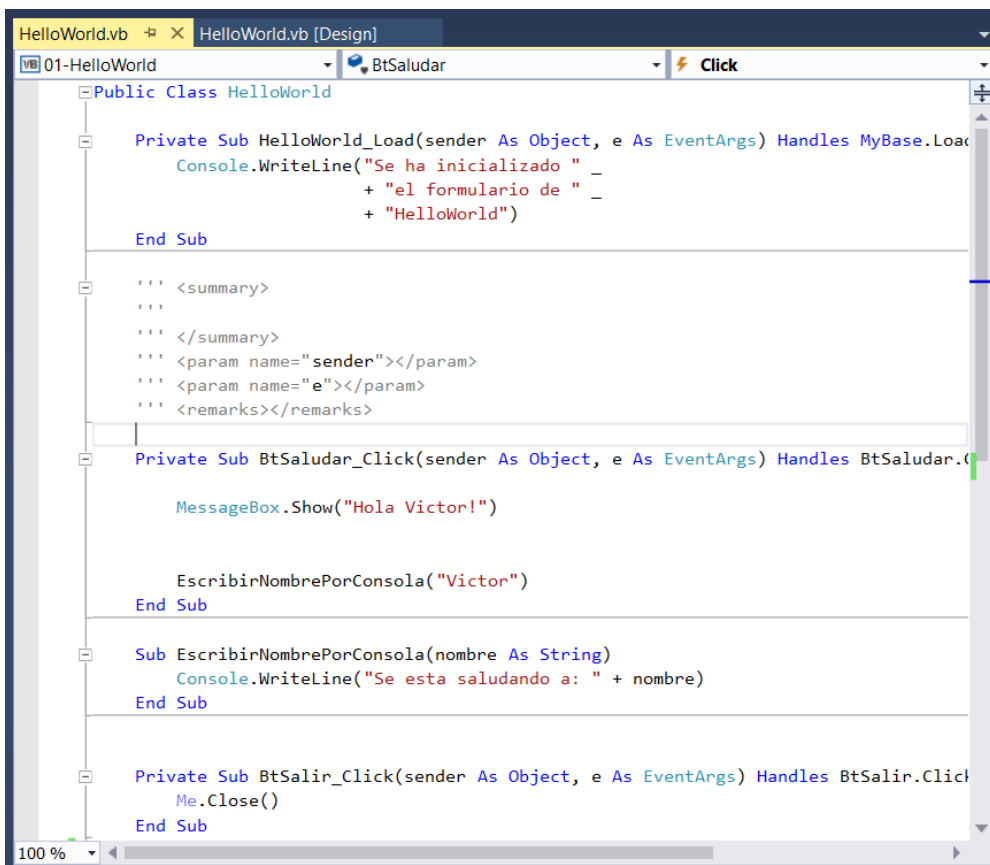 HelloWorld.vb HelloWorld.vb [Design]
01-HelloWorld BtSaludar Click
Public Class HelloWorld
Private Sub HelloWorld_Load(sender As Object, e As EventArgs) Handles MyBase.Load
Console.WriteLine("Se ha inicializado " _
+ "el formulario de " _
+ "HelloWorld")
End Sub
''' <summary>
'''
''' </summary>
''' <param name="sender"></param>
''' <param name="e"></param>
''' <remarks></remarks>
Private Sub BtSaludar_Click(sender As Object, e As EventArgs) Handles BtSaludar.C
MessageBox.Show("Hola Victor!")
EscribirNombrePorConsola("Victor")
End Sub
Sub EscribirNombrePorConsola(nombre As String)
Console.WriteLine("Se esta saludando a: " + nombre)
End Sub
Private Sub BtSalir_Click(sender As Object, e As EventArgs) Handles BtSalir.Click
Me.Close()
End Sub
100 %